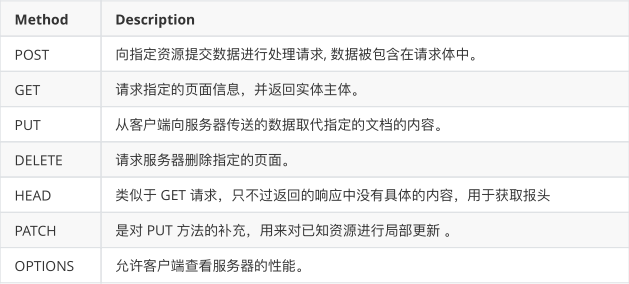 Method Description
POST 向指定资源提交数据进行处理请求, 数据被包含在请求体中。
GET 请求指定的页面信息，并返回实体主体。
PUT 从客户端向服务器传送的数据取代指定的文档的内容。
DELETE 请求服务器删除指定的页面。
HEAD 类似于 GET 请求，只不过返回的响应中没有具体的内容，用于获取报头
PATCH 是对 PUT 方法的补充，用来对已知资源进行局部更新 。
OPTIONS 允许客户端查看服务器的性能。